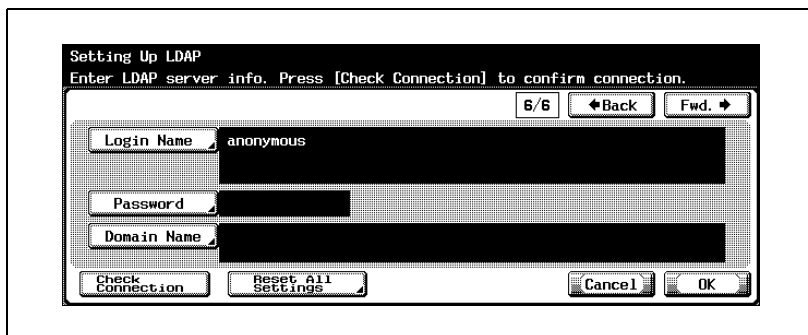 Setting Up LDAP
Enter LDAP server info. Press [Check Connection] to confirm connection.
6/6 ←Back Fwd. →
Login Name anonymous
Password
Domain Name
Check Connection
Reset All Settings
Cancel OK